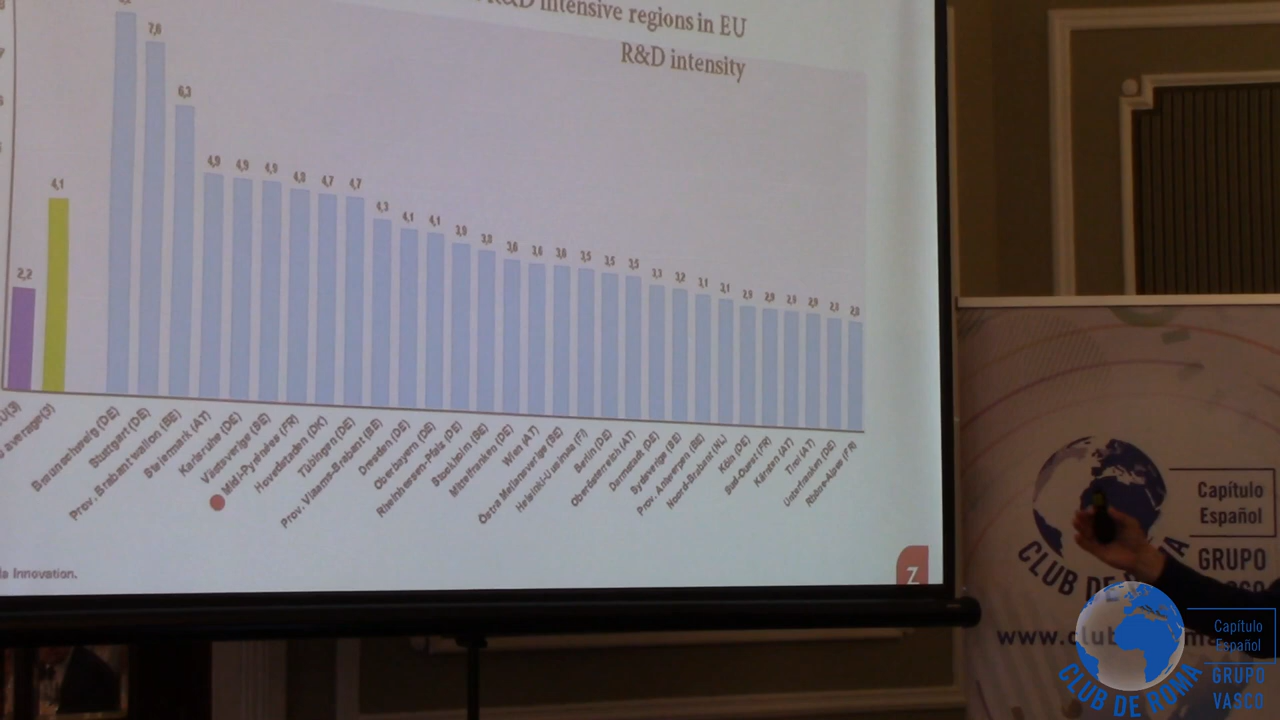 R&D intensive regions in EU
R&D intensity
7,6
6,3
4,9
4,9
4,9
4,8
4,7
4,7
4,3
4,1
4,1
3,9
3,8
3,6
3,6
3,6
3,5
3,5
3,5
3,3
3,2
3,1
3,1
2,9
2,9
2,9
2,9
2,8
2,8
4,1
2,2
average(3)
Braunschweig (DE)
Stuttgart (DE)
Prov. Brabant wallon (BE)
Steiermark (AT)
Karlsruhe (DE)
Västsverige (SE)
Midi-Pyrénées (FR)
Hovedstaden (DK)
Tübingen (DE)
Prov. Vlaams-Brabant (BE)
Dresden (DE)
Oberbayern (DE)
Rheinhessen-Pfalz (DE)
Stockholm (SE)
Mittelfranken (DE)
Wien (AT)
Östra Mellansverige (SE)
Helsinki-Uusimaa (FI)
Berlin (DE)
Oberösterreich (AT)
Darmstadt (DE)
Sydsverige (SE)
Prov. Antwerpen (BE)
Noord-Brabant (NL)
Köln (DE)
Sud-Ouest (FR)
Kärnten (AT)
Tirol (AT)
Unterfranken (DE)
Rhône-Alpes (FR)
la Innovation.
Z
Capítulo
Español
GRUPO
CLUB DE
www.club
Capítulo
Español
GRUPO
VASCO
CLUB DE ROMA